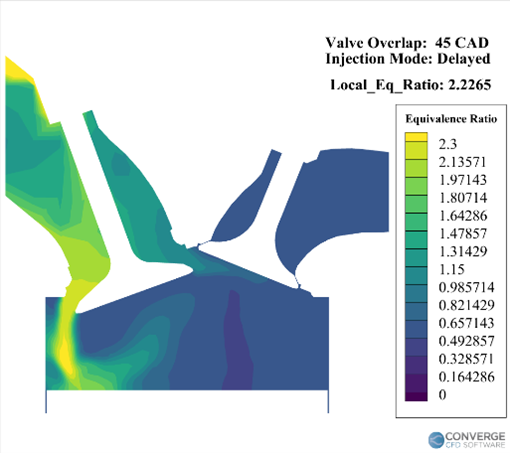 Valve Overlap: 45 CAD
Injection Mode: Delayed
Local_Eq_Ratio: 2.2265
Equivalence Ratio
2.3
2.13571
1.97143
1.80714
1.64286
1.47857
1.31429
1.15
0.985714
0.821429
0.657143
0.492857
0.328571
0.164286
0
CONVERGE
CFD SOFTWARE